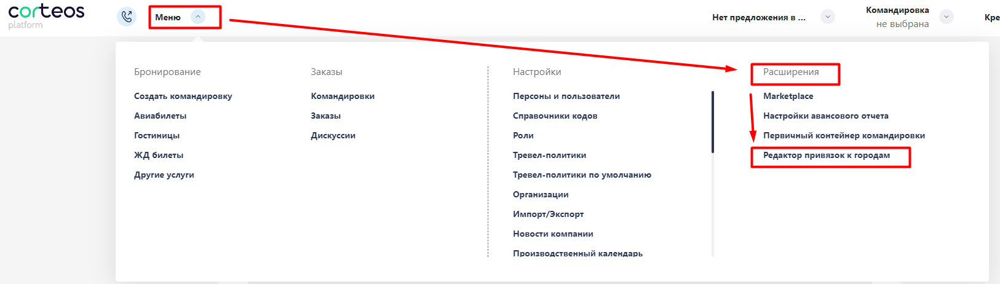 corteos
platform
Меню
Нет предложения в ...
Командировка
не выбрана
Кре
Бронирование
Создать командировку
Авиабилеты
Гостиницы
ЖД билеты
Другие услуги
Заказы
Командировки
Заказы
Дискуссии
Настройки
Персоны и пользователи
Справочники кодов
Роли
Тревел-политики
Тревел-политики по умолчанию
Организации
Импорт/Экспорт
Новости компании
Производственный календарь
Расширения
Marketplace
Настройки авансового отчета
Первичный контейнер командировки
Редактор привязок к городам